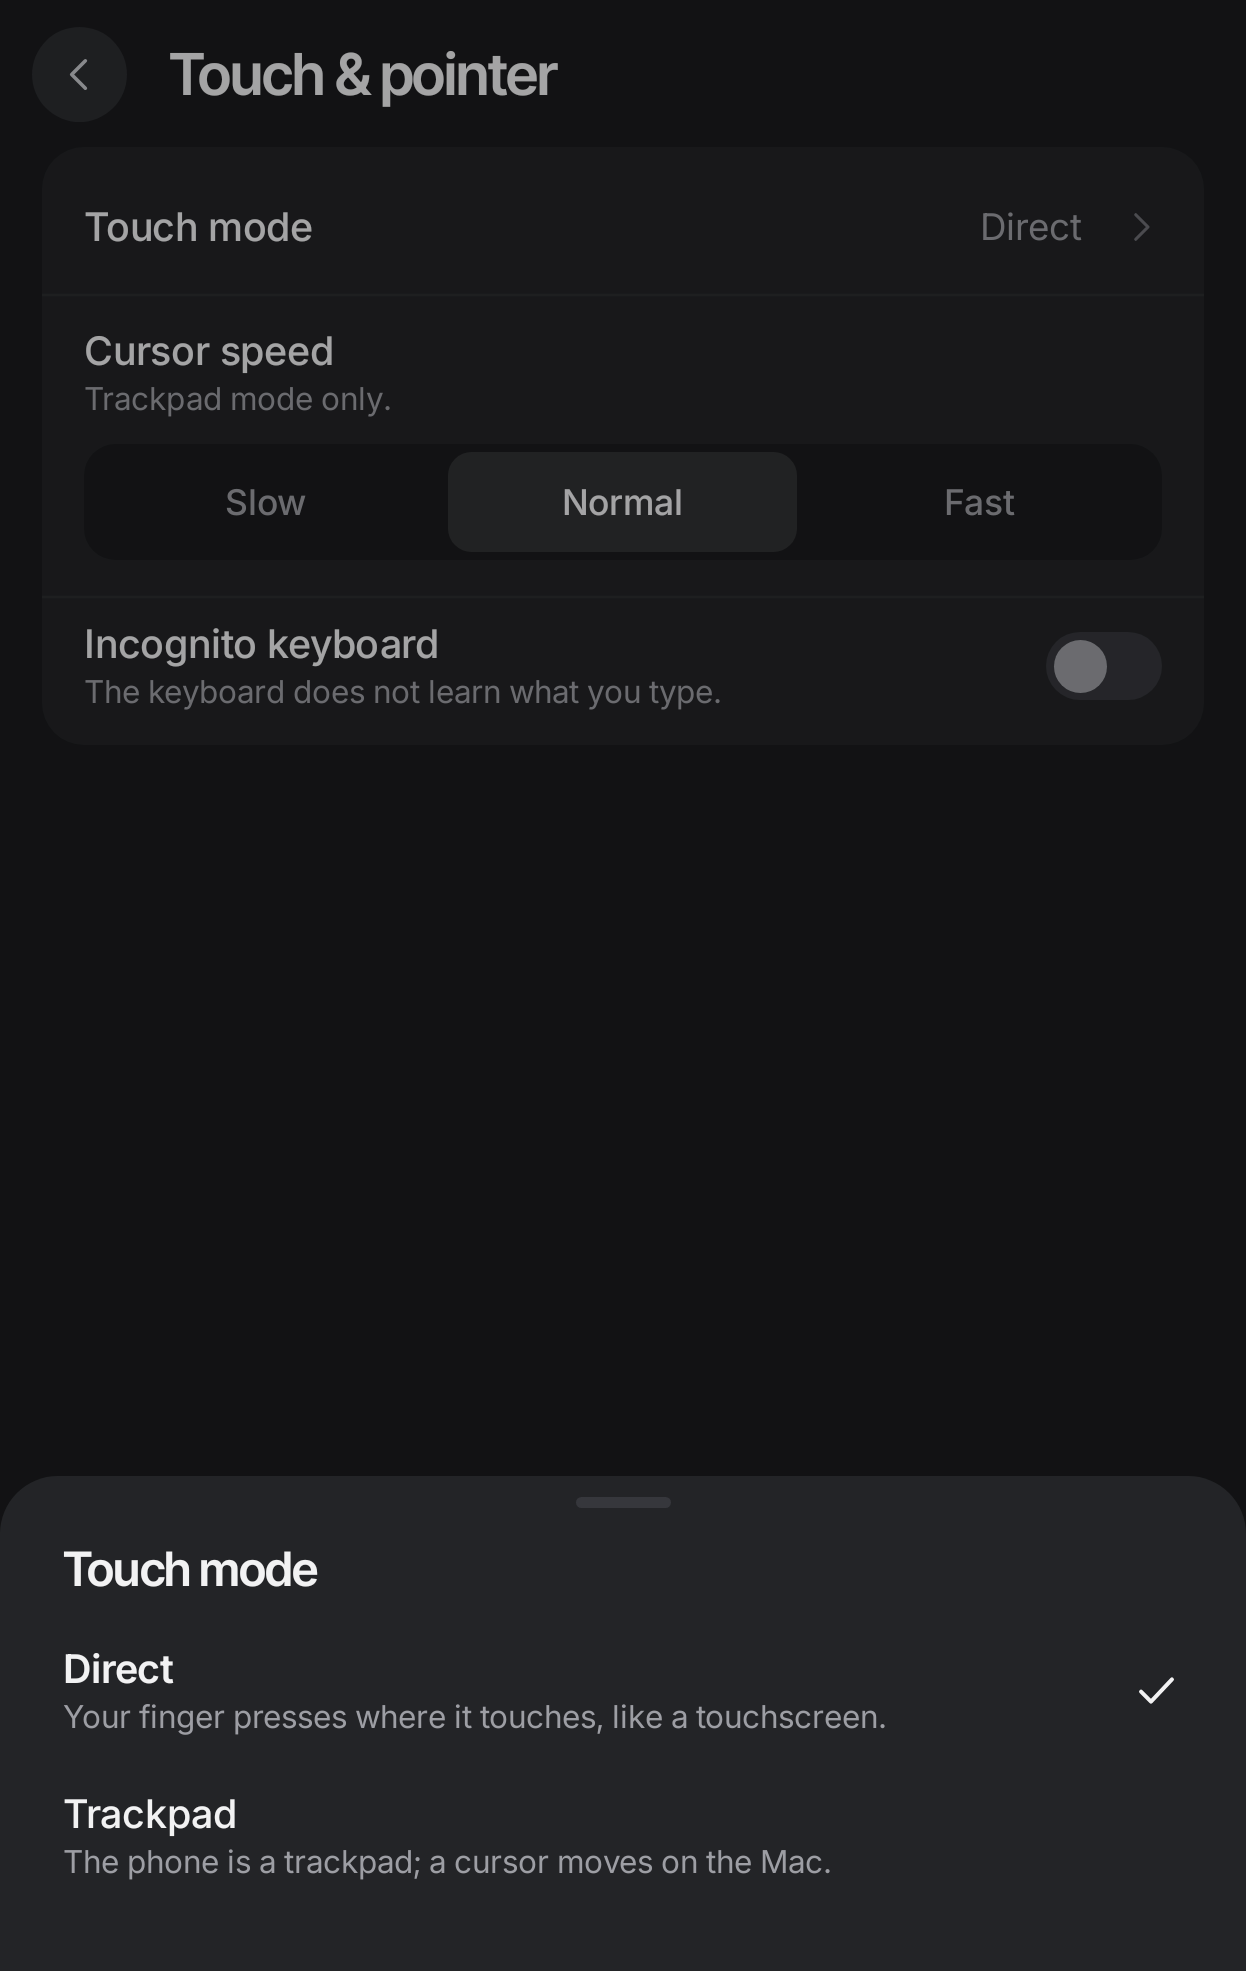 Touch & pointer
Touch mode
Direct
Cursor speed
Trackpad mode only.
Slow
Normal
Fast
Incognito keyboard
The keyboard does not learn what you type.
Touch mode
Direct
Your finger presses where it touches, like a touchscreen.
Trackpad
The phone is a trackpad; a cursor moves on the Mac.